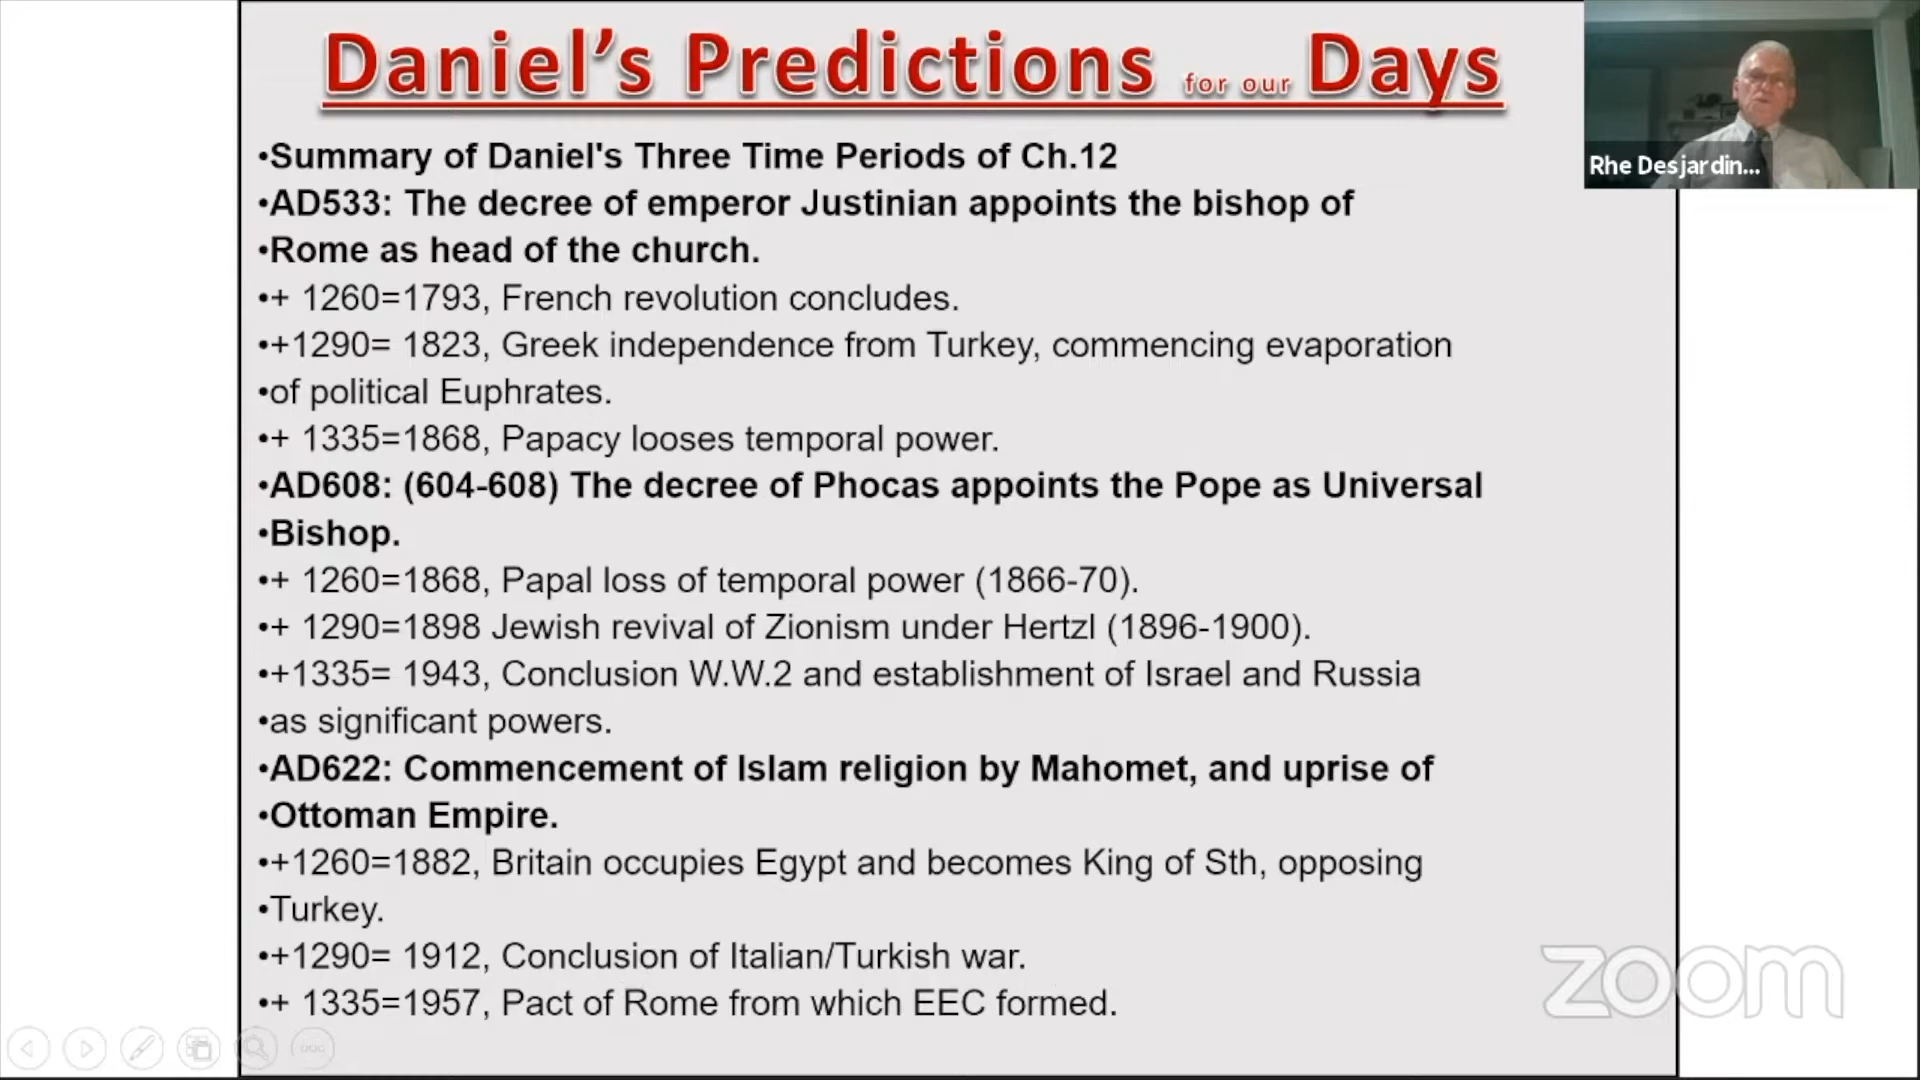 Daniel's Predictions for our Days
•Summary of Daniel's Three Time Periods of Ch.12
•AD533: The decree of emperor Justinian appoints the bishop of
•Rome as head of the church.
•+ 1260=1793, French revolution concludes.
•+1290= 1823, Greek independence from Turkey, commencing evaporation
•of political Euphrates.
•+ 1335=1868, Papacy looses temporal power.
•AD608: (604-608) The decree of Phocas appoints the Pope as Universal
•Bishop.
•+ 1260=1868, Papal loss of temporal power (1866-70).
•+ 1290=1898 Jewish revival of Zionism under Hertzl (1896-1900).
•+1335= 1943, Conclusion W.W.2 and establishment of Israel and Russia
•as significant powers.
•AD622: Commencement of Islam religion by Mahomet, and uprise of
•Ottoman Empire.
•+1260=1882, Britain occupies Egypt and becomes King of Sth, opposing
•Turkey.
•+1290= 1912, Conclusion of Italian/Turkish war.
•+ 1335=1957, Pact of Rome from which EEC formed.
Rhe Desjardin...
zoom